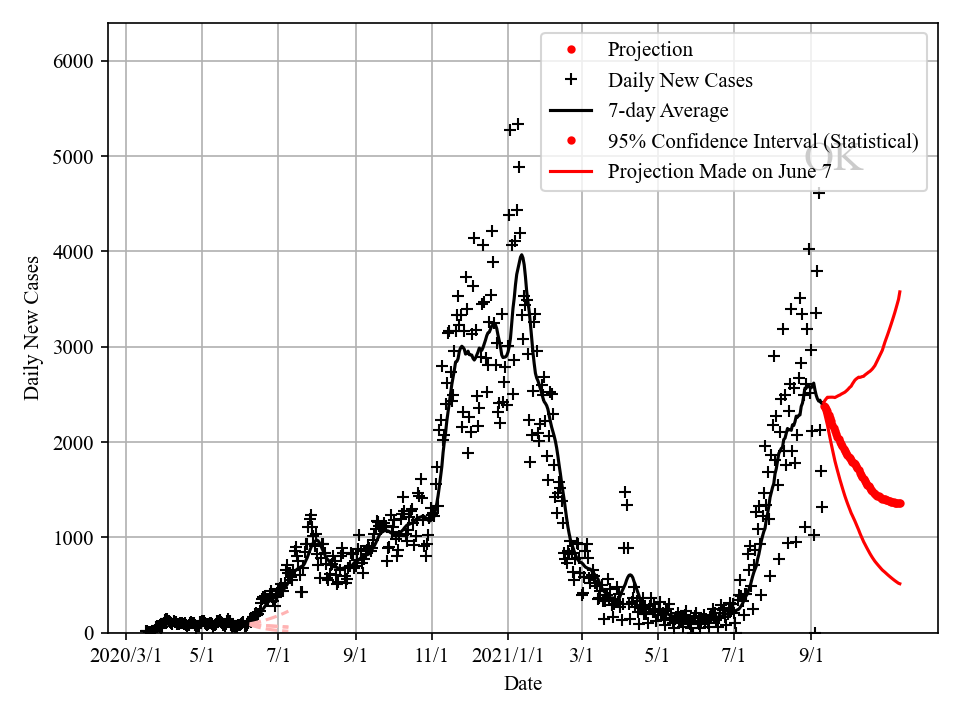 6000
5000
4000
3000
2000
1000
0
Daily New Cases
Projection
Daily New Cases
7-day Average
95% Confidence Interval (Statistical)
Projection Made on June 7
OK
2020/3/1 5/1 7/1 9/1 11/1 2021/1/1 3/1 5/1 7/1 9/1
Date